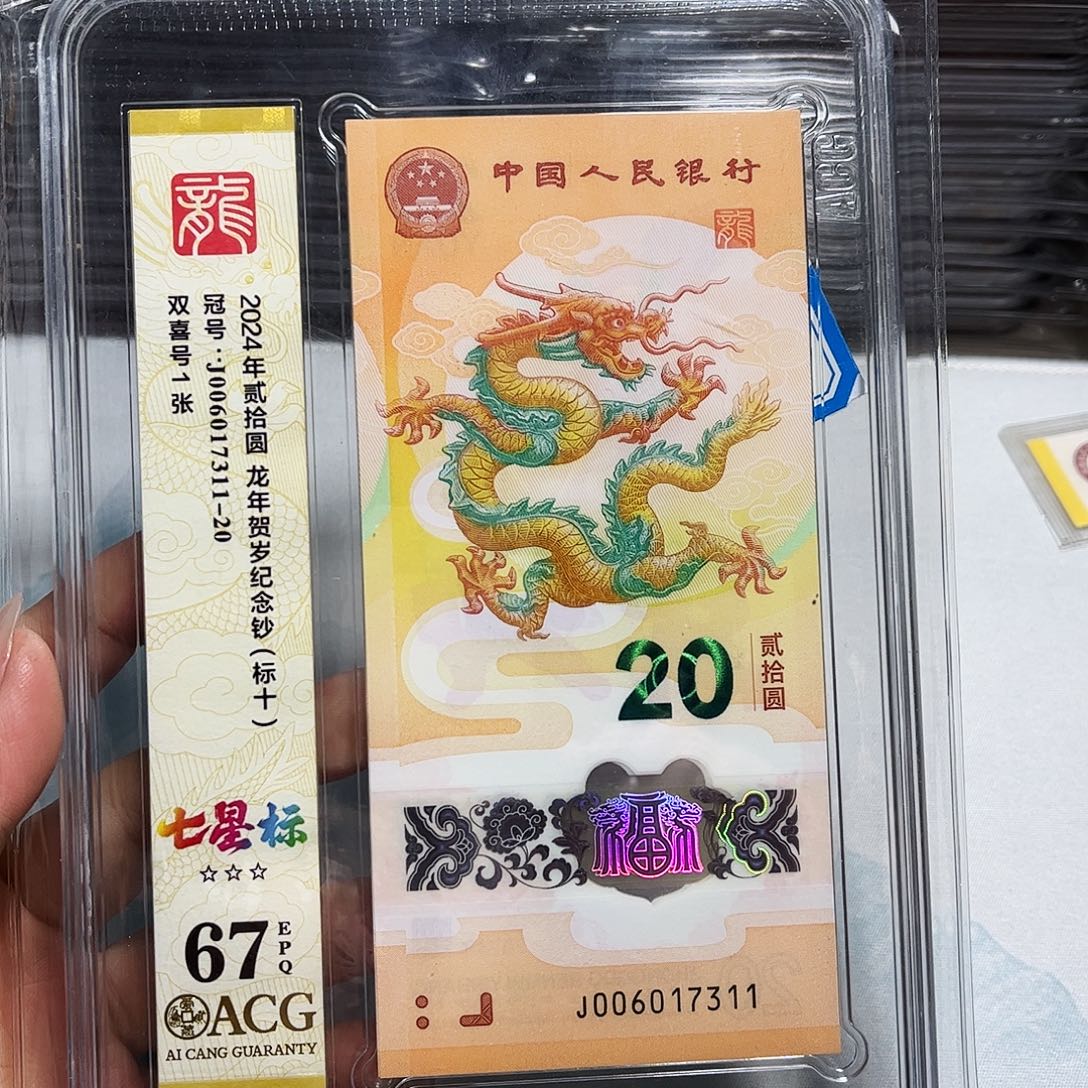 龍
2024年贰拾圆 龙年贺岁纪念钞(标十)
冠号:J006017311-20
双喜号1张
七星标
☆☆☆
67 EPQ
ACG
AI CANG GUARANTY
中国人民银行
龍
20
贰拾圆
福
J006017311
ACG